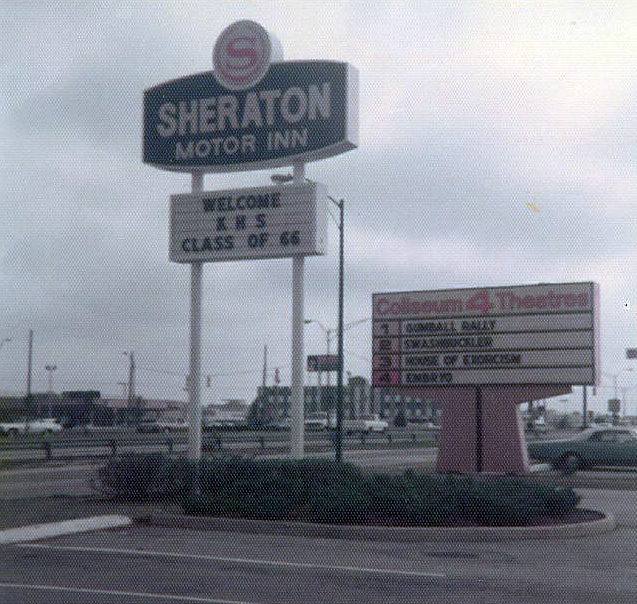 S
SHERATON
MOTOR INN
WELCOME
K H S
CLASS OF 66
Coliseum 4 Theatres
1 GUMBALL RALLY
2 SWASHBUCKLER
3 HOUSE OF EXORCISM
4 EMBRYO